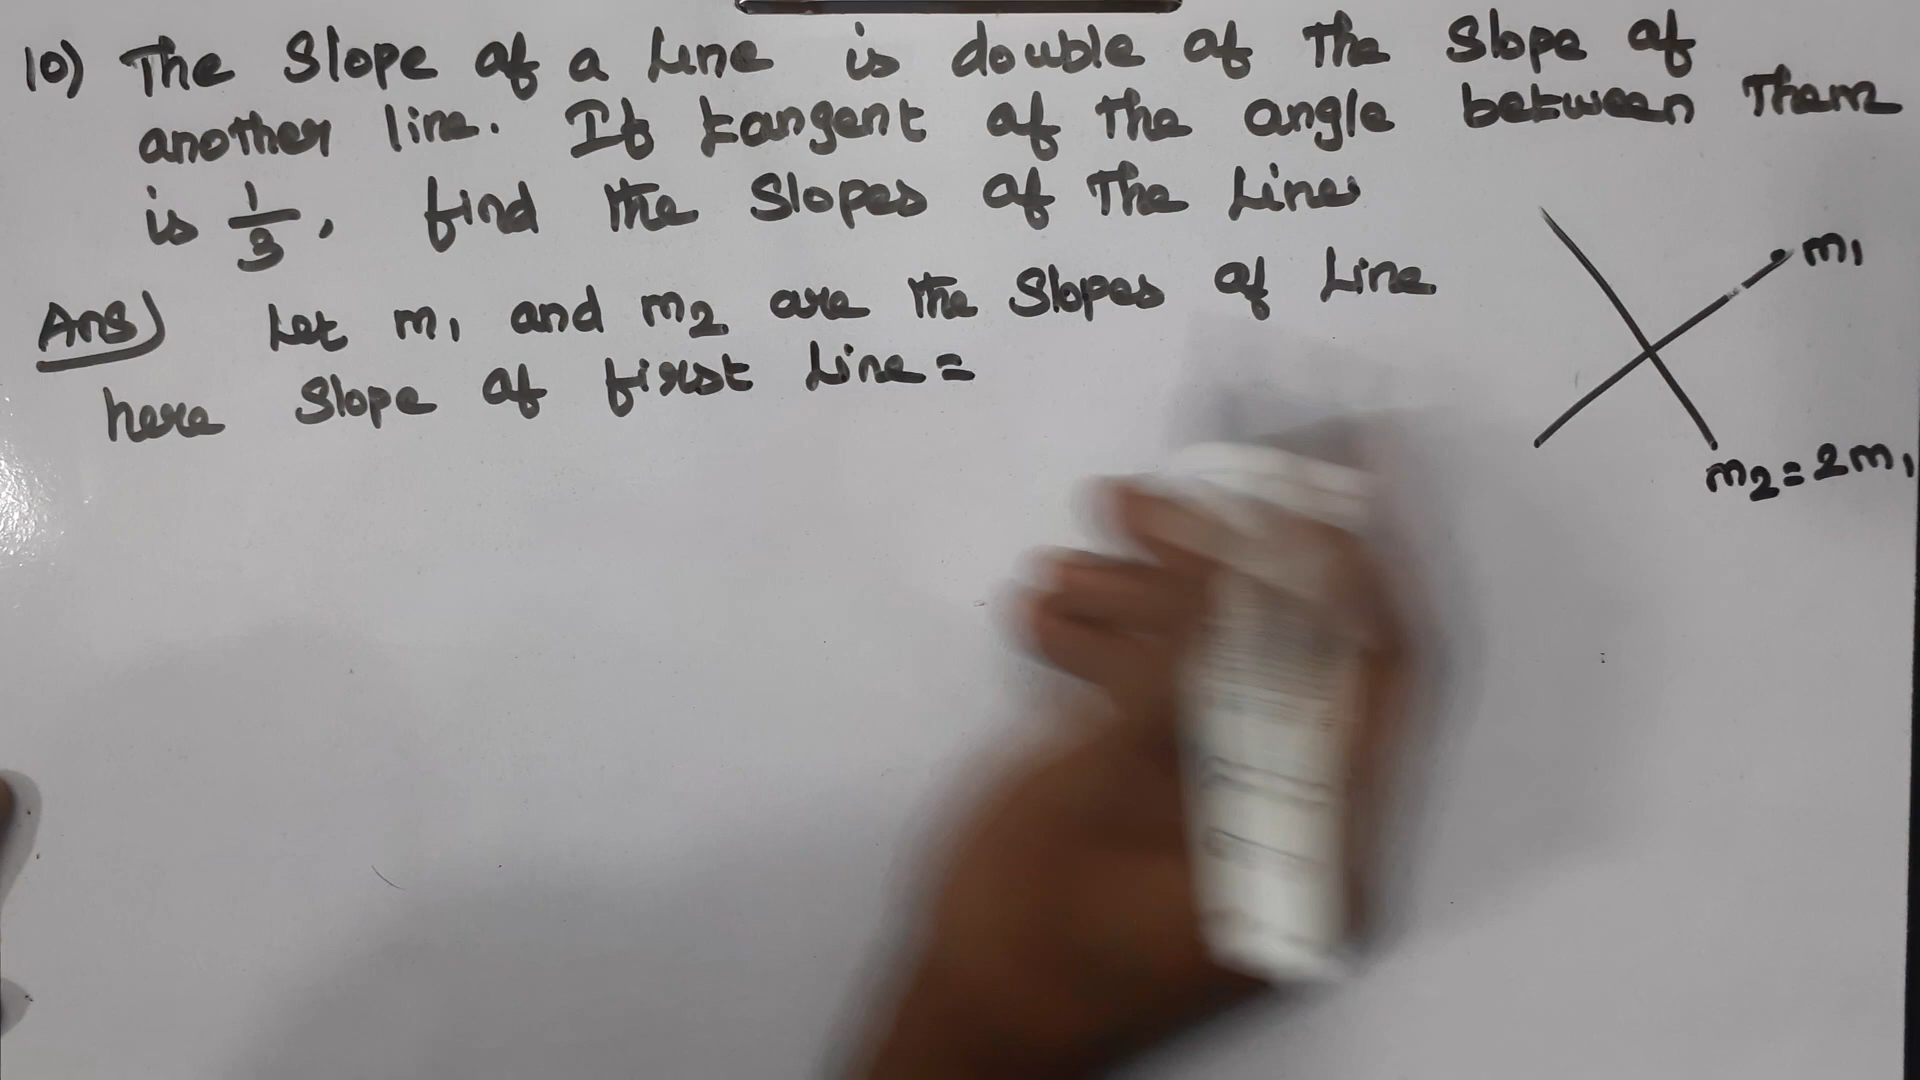 10) The Slope of a Line is double of the Slope of
another line. If tangent of the angle between Them
is 1/3, find the Slopes of The Lines
Ans) Let m1 and m2 are the Slopes of Line
here Slope of first Line =
m1
m2 = 2m1